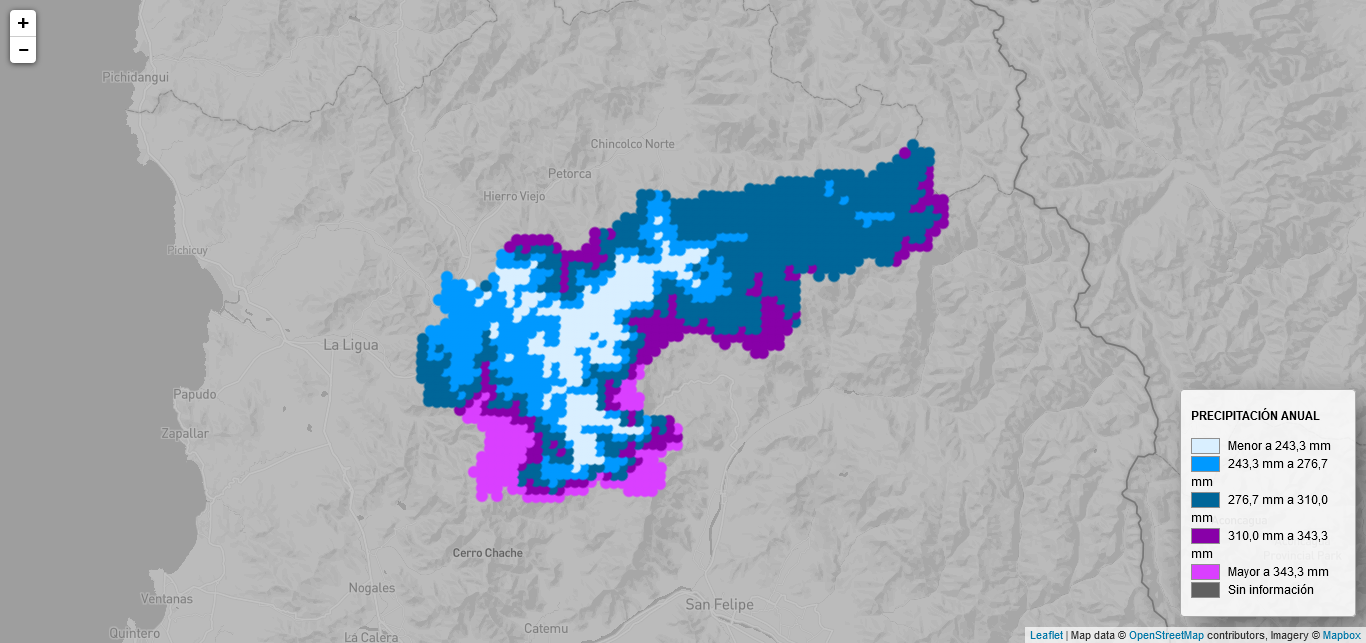 +
−
Pichidangui
Chincolco Norte
Petorca
Hierro Viejo
Pichicuy
La Ligua
Papudo
Zapallar
Cerro Chache
Nogales
Ventanas
San Felipe
Quintero
La Calera
Catemu
PRECIPITACIÓN ANUAL
Menor a 243,3 mm
243,3 mm a 276,7
mm
276,7 mm a 310,0
mm
310,0 mm a 343,3
mm
Provincial Park
Mayor a 343,3 mm
Sin información
Leaflet | Map data © OpenStreetMap contributors, Imagery © Mapbox